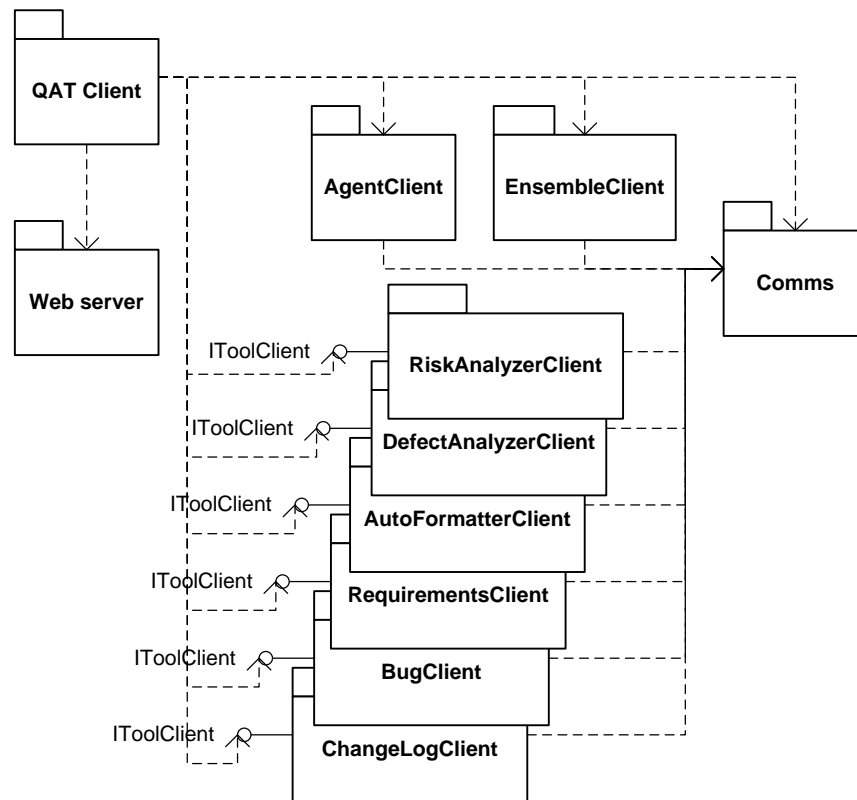 QAT Client
AgentClient
EnsembleClient
Web server
Comms
IToolClient
RiskAnalyzerClient
IToolClient
DefectAnalyzerClient
IToolClient
AutoFormatterClient
IToolClient
RequirementsClient
IToolClient
BugClient
IToolClient
ChangeLogClient